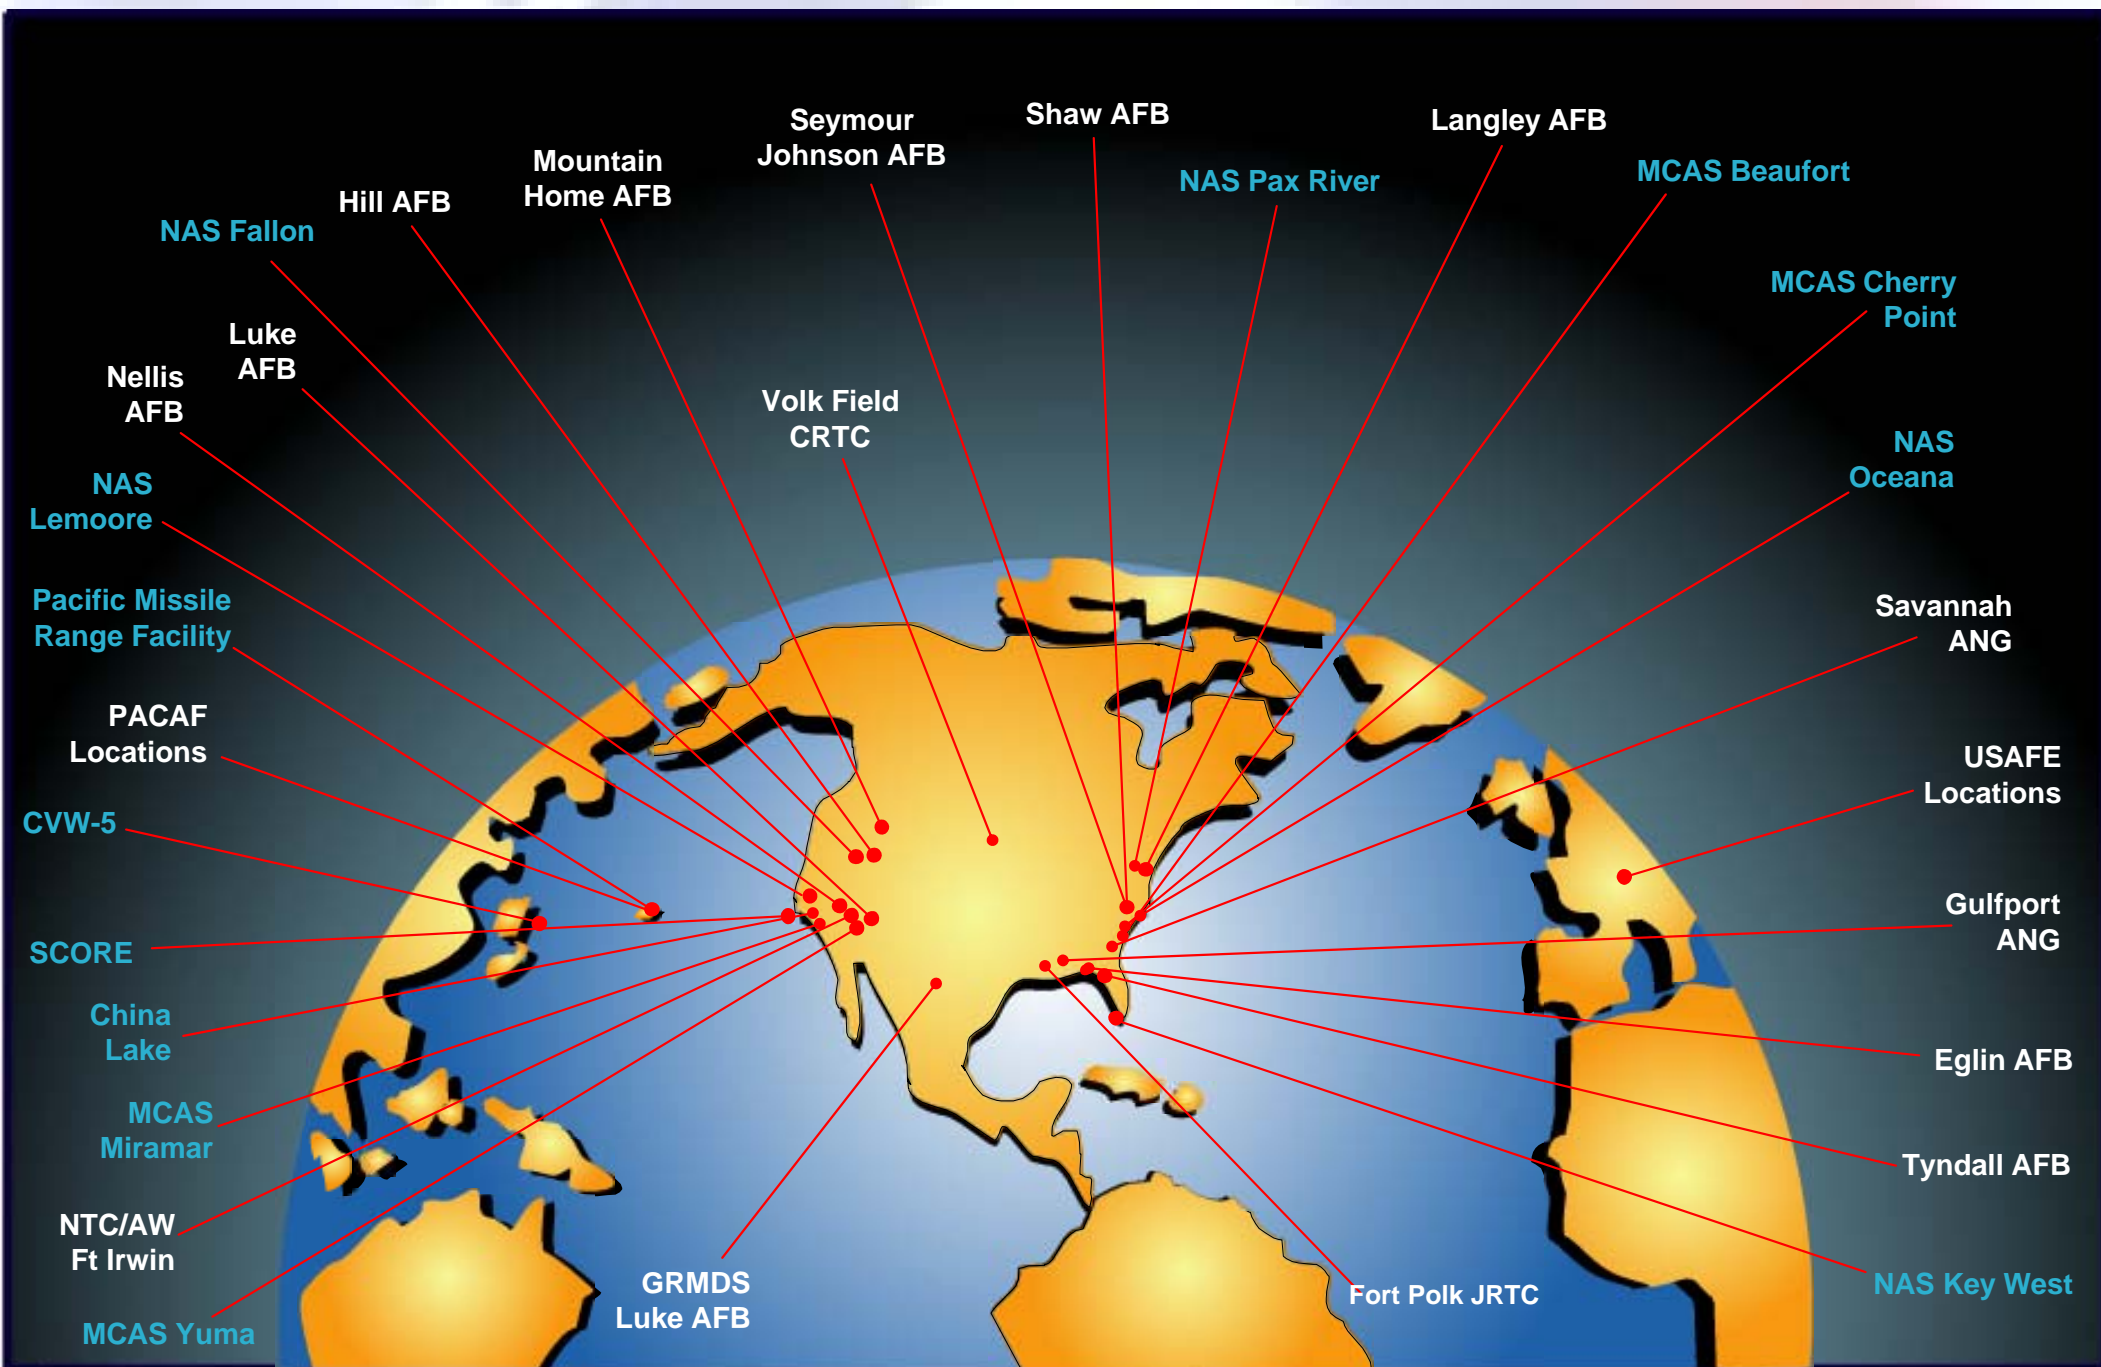 Seymour
Johnson AFB
Shaw AFB
Langley AFB
Mountain
Home AFB
NAS Pax River
MCAS Beaufort
Hill AFB
NAS Fallon
MCAS Cherry
Point
Luke
AFB
Nellis
AFB
Volk Field
CRTC
NAS
Oceana
NAS
Lemoore
Pacific Missile
Range Facility
Savannah
ANG
PACAF
Locations
USAFE
Locations
CVW-5
Gulfport
ANG
SCORE
China
Lake
Eglin AFB
MCAS
Miramar
Tyndall AFB
NTC/AW
Ft Irwin
GRMDS
Luke AFB
Fort Polk JRTC
NAS Key West
MCAS Yuma